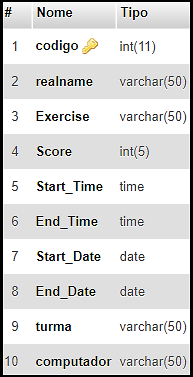 # Nome Tipo
1 codigo int(11)
2 realname varchar(50)
3 Exercise varchar(50)
4 Score int(5)
5 Start_Time time
6 End_Time time
7 Start_Date date
8 End_Date date
9 turma varchar(50)
10 computador varchar(50)